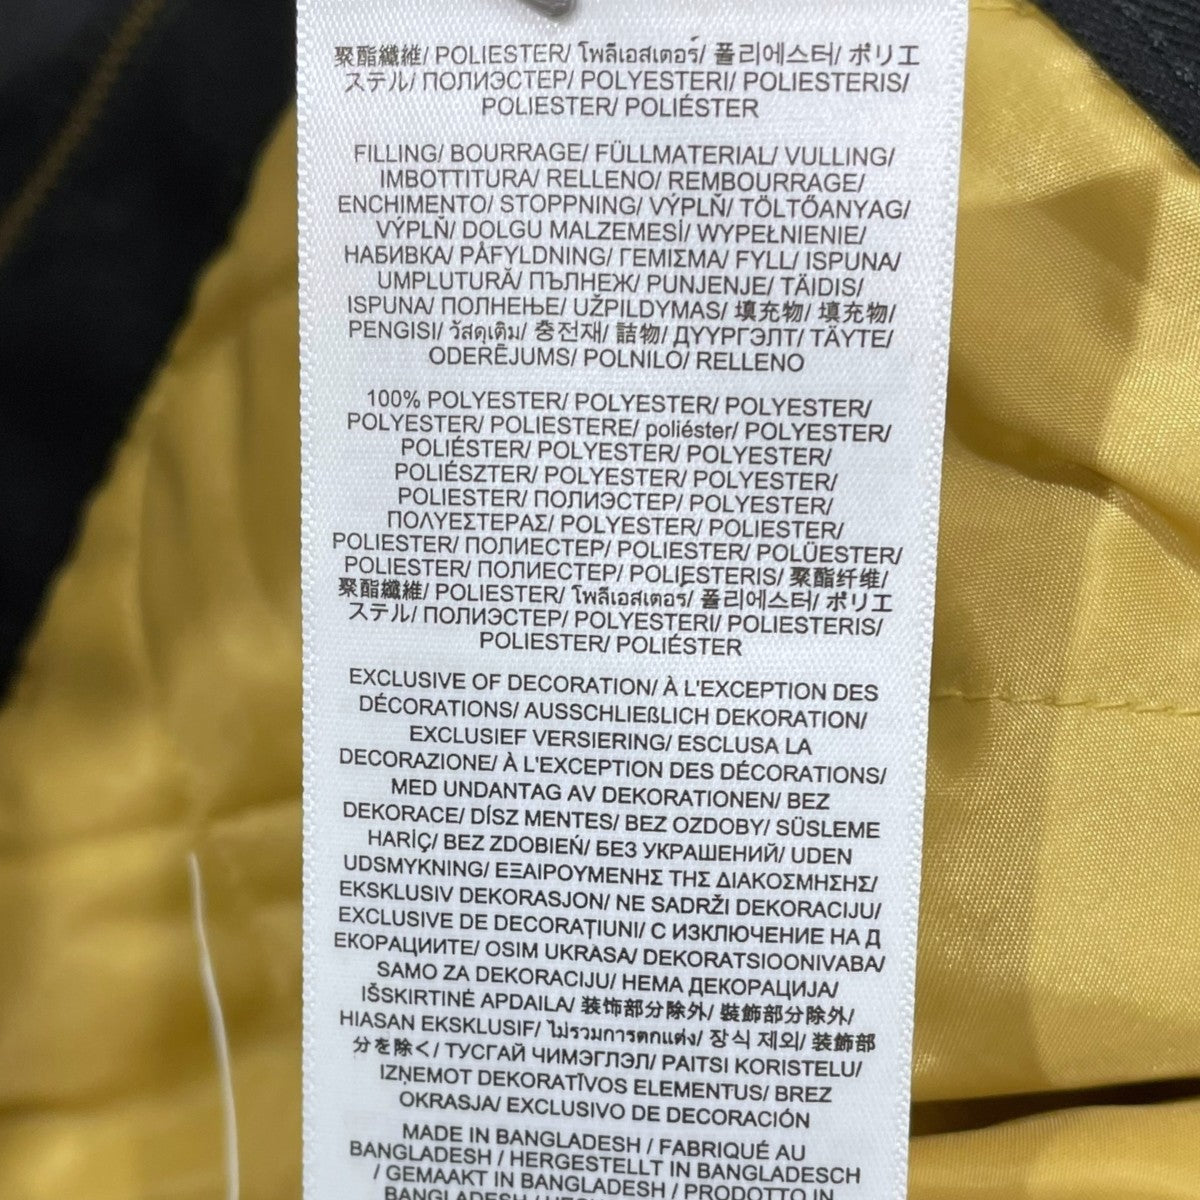 聚酯纖維/ POLIESTER/ โพลีเอสเตอร์/ 폴리에스터/ ポリエ
ステル/ ПОЛИЭСТЕР/ POLYESTERI/ POLIESTERIS/
POLIESTER/ POLIÉSTER
FILLING/ BOURRAGE/ FÜLLMATERIAL/ VULLING/
IMBOTTITURA/ RELLENO/ REMBOURRAGE/
ENCHIMENTO/ STOPPNING/ VÝPLŇ/ TÖLTŐANYAG/
VÝPLŇ/ DOLGU MALZEMESİ/ WYPEŁNIENIE/
НАБИВКА/ PÅFYLDNING/ ΓΕΜΙΣΜΑ/ FYLL/ ISPUNA/
UMPLUTURĂ/ ПЪЛНЕЖ/ PUNJENJE/ TÄIDIS/
ISPUNA/ ПОЛНЕЊЕ/ UŽPILDYMAS/ 填充物/ 填充物/
PENGISI/ วัสดุเติม/ 충전재/ 詰物/ ДҮҮРГЭЛТ/ TÄYTE/
ODERĒJUMS/ POLNILO/ RELLENO
100% POLYESTER/ POLYESTER/ POLYESTER/
POLYESTER/ POLIESTERE/ poliéster/ POLYESTER/
POLIÉSTER/ POLYESTER/ POLYESTER/
POLIÉSZTER/ POLYESTER/ POLYESTER/
POLIESTER/ ПОЛИЭСТЕР/ POLYESTER/
ΠΟΛΥΕΣΤΕΡΑΣ/ POLYESTER/ POLIESTER/
POLIESTER/ ПОЛИЕСТЕР/ POLIESTER/ POLÜESTER/
POLIESTER/ ПОЛИЕСТЕР/ POLIESTERIS/ 聚酯纤维/
聚酯纖維/ POLIESTER/ โพลีเอสเตอร์/ 폴리에스터/ ポリエ
ステル/ ПОЛИЭСТЕР/ POLYESTERI/ POLIESTERIS/
POLIESTER/ POLIÉSTER
EXCLUSIVE OF DECORATION/ À L'EXCEPTION DES
DÉCORATIONS/ AUSSCHLIEßLICH DEKORATION/
EXCLUSIEF VERSIERING/ ESCLUSA LA
DECORAZIONE/ À L'EXCEPTION DES DÉCORATIONS/
MED UNDANTAG AV DEKORATIONEN/ BEZ
DEKORACE/ DÍSZ MENTES/ BEZ OZDOBY/ SÜSLEME
HARİÇ/ BEZ ZDOBIEŃ/ БЕЗ УКРАШЕНИЙ/ UDEN
UDSMYKNING/ ΕΞΑΙΡΟΥΜΕΝΗΣ ΤΗΣ ΔΙΑΚΟΣΜΗΣΗΣ/
EKSKLUSIV DEKORASJON/ NE SADRŽI DEKORACIJU/
EXCLUSIVE DE DECORAȚIUNI/ С ИЗКЛЮЧЕНИЕ НА Д
ЕКОРАЦИИТЕ/ OSIM UKRASA/ DEKORATSIOONIVABA/
SAMO ZA DEKORACIJU/ НЕМА ДЕКОРАЦИЈА/
IŠSKIRTINĖ APDAILA/ 装饰部分除外/ 裝飾部分除外/
HIASAN EKSKLUSIF/ ไม่รวมการตกแต่ง/ 장식 제외/ 装飾部
分を除く/ ТУСГАЙ ЧИМЭГЛЭЛ/ PAITSI KORISTELU/
IZŅEMOT DEKORATĪVOS ELEMENTUS/ BREZ
OKRASJA/ EXCLUSIVO DE DECORACIÓN
MADE IN BANGLADESH / FABRIQUÉ AU
BANGLADESH / HERGESTELLT IN BANGLADESCH
/ GEMAAKT IN BANGLADESH / PRODOTTO IN
BANGLADESH /